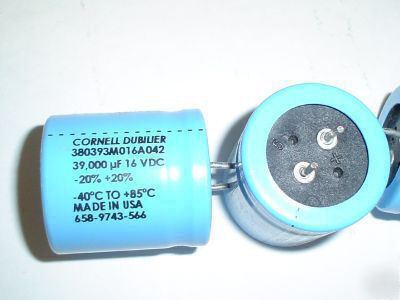 CORNELL DUBILIER
380393M016A042
39,000 µF 16 VDC
-20% +20%
-40°C TO +85°C
MADE IN USA
658-9743-566